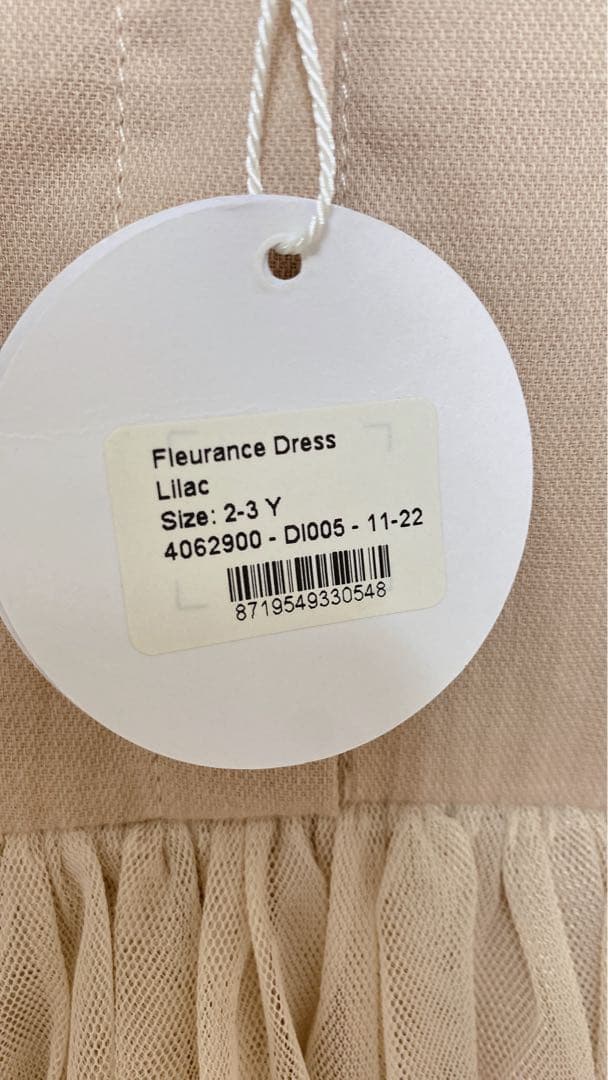 Fleurance Dress
Lilac
Size: 2-3 Y
4062900 - DI005 - 11-22
8719549330548